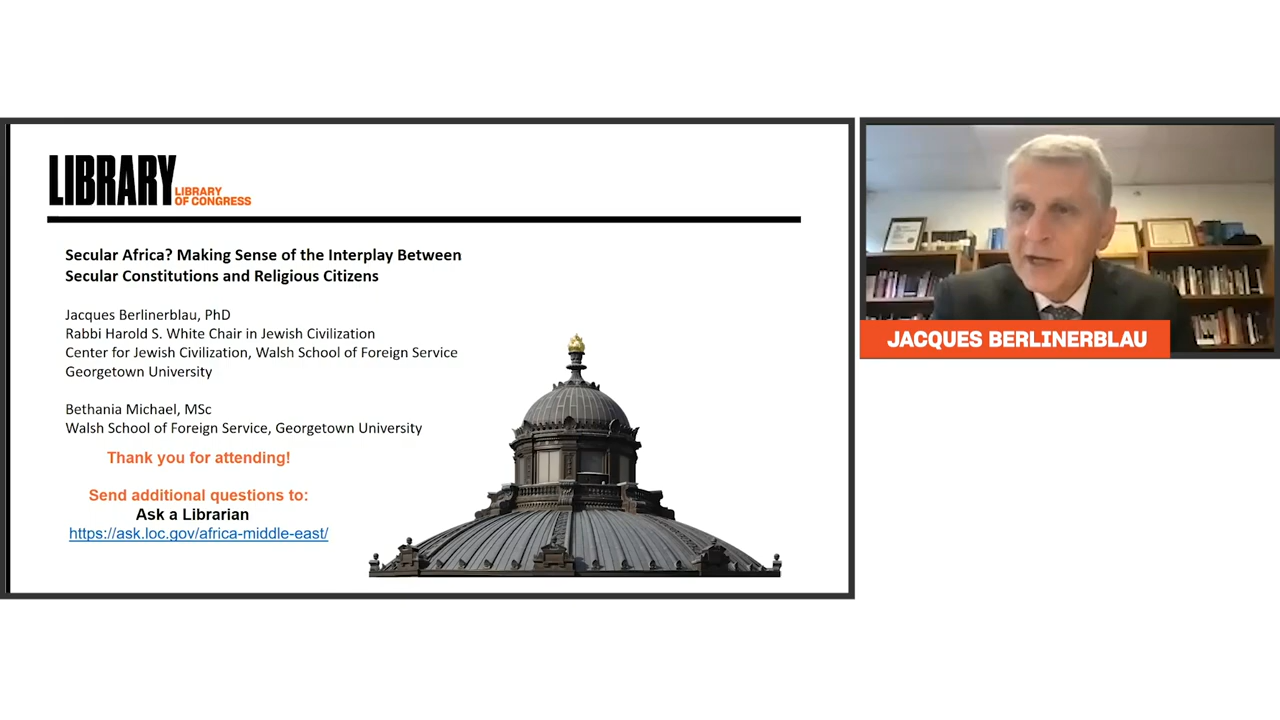 LIBRARY
LIBRARY
OF CONGRESS
Secular Africa? Making Sense of the Interplay Between
Secular Constitutions and Religious Citizens
Jacques Berlinerblau, PhD
Rabbi Harold S. White Chair in Jewish Civilization
Center for Jewish Civilization, Walsh School of Foreign Service
Georgetown University
Bethania Michael, MSc
Walsh School of Foreign Service, Georgetown University
Thank you for attending!
Send additional questions to:
Ask a Librarian
https://ask.loc.gov/africa-middle-east/
JACQUES BERLINERBLAU